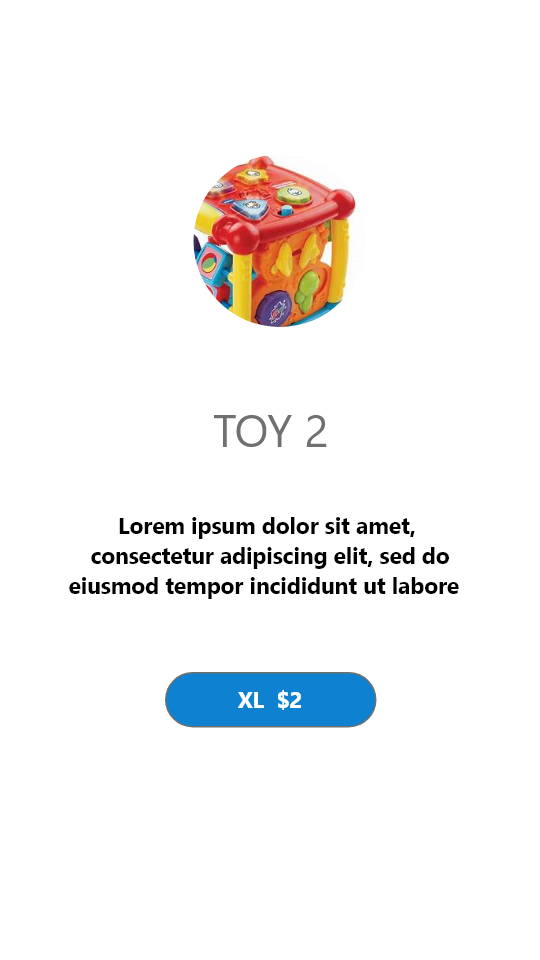 TOY 2
Lorem ipsum dolor sit amet,
consectetur adipiscing elit, sed do
eiusmod tempor incididunt ut labore
XL $2